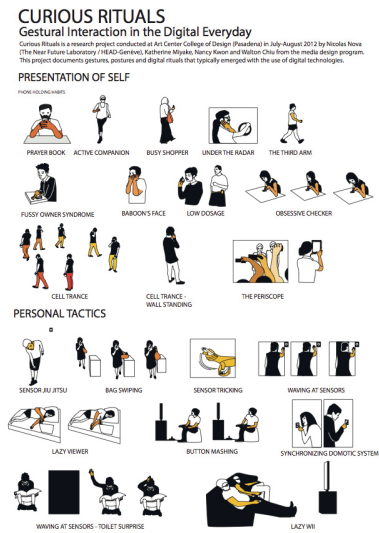 CURIOUS RITUALS
Gestural Interaction in the Digital Everyday
Curious Rituals is a research project conducted at Art Center College of Design (Pasadena) in July-August 2012 by Nicolas Nova
(The Near Future Laboratory / HEAD-Genève), Katherine Miyake, Nancy Kwon and Walton Chiu from the media design program.
This project documents gestures, postures and digital rituals that typically emerged with the use of digital technologies.
PRESENTATION OF SELF
PHONE HOLDING HABITS
PRAYER BOOK
ACTIVE COMPANION
BUSY SHOPPER
UNDER THE RADAR
THE THIRD ARM
FUSSY OWNER SYNDROME
BABOON'S FACE
LOW DOSAGE
OBSESSIVE CHECKER
CELL TRANCE
CELL TRANCE -
WALL STANDING
THE PERISCOPE
PERSONAL TACTICS
SENSOR JIU JITSU
BAG SWIPING
SENSOR TRICKING
WAVING AT SENSORS
LAZY VIEWER
BUTTON MASHING
SYNCHRONIZING DOMOTIC SYSTEM
WAVING AT SENSORS - TOILET SURPRISE
LAZY WII